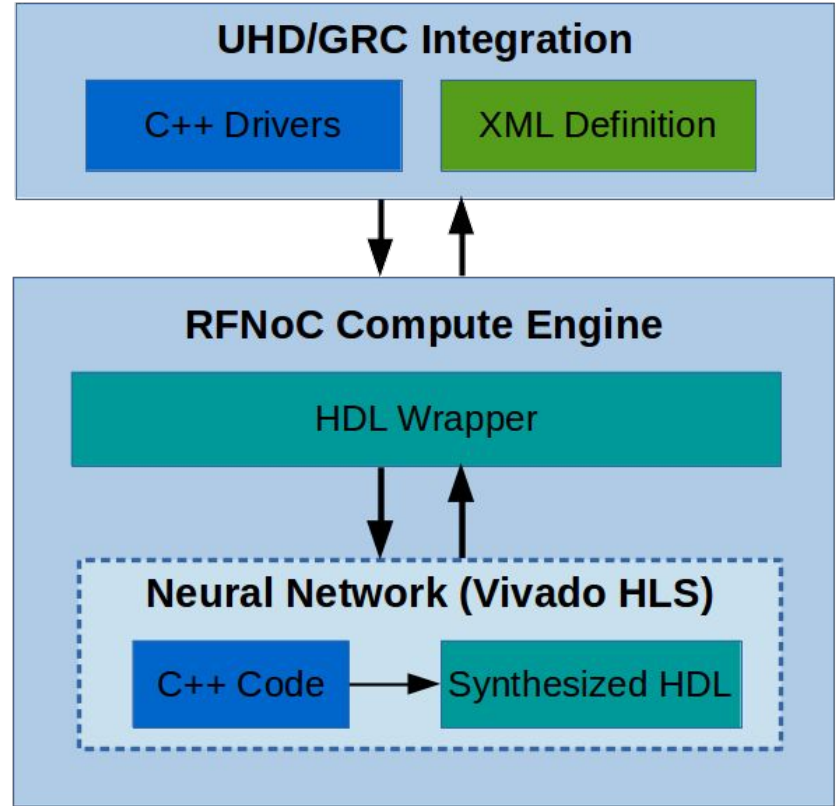 UHD/GRC Integration
C++ Drivers
XML Definition
RFNoC Compute Engine
HDL Wrapper
Neural Network (Vivado HLS)
C++ Code
Synthesized HDL